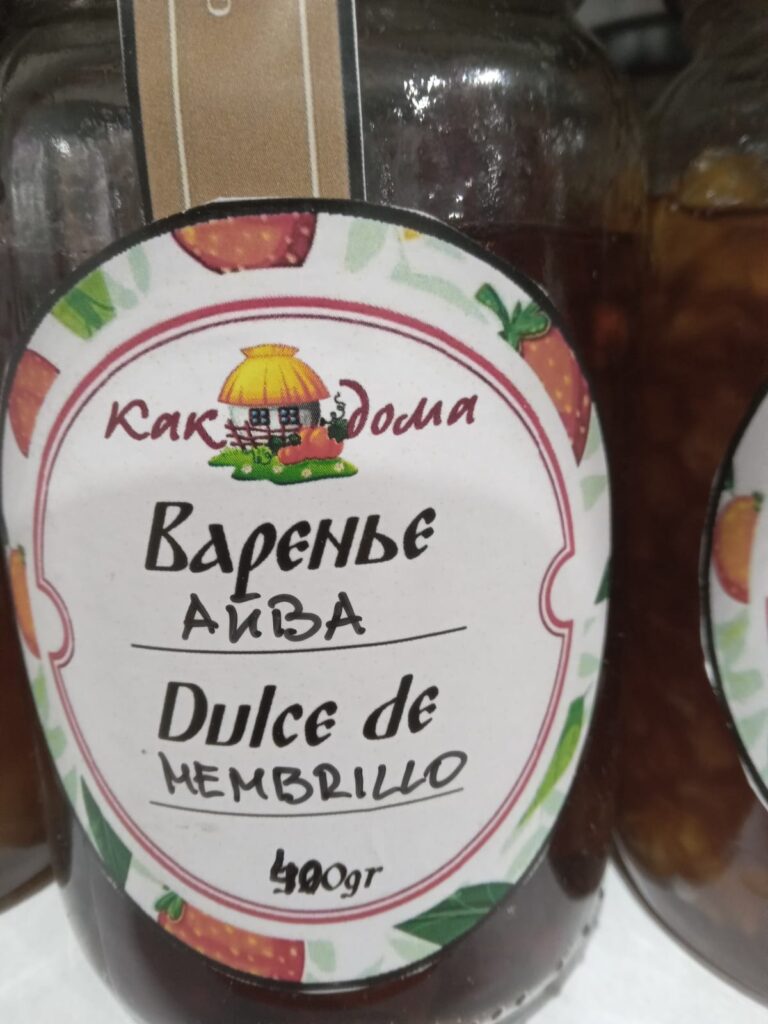 как дома
Варенье
АЙВА
Dulce de
MEMBRILLO
400gr